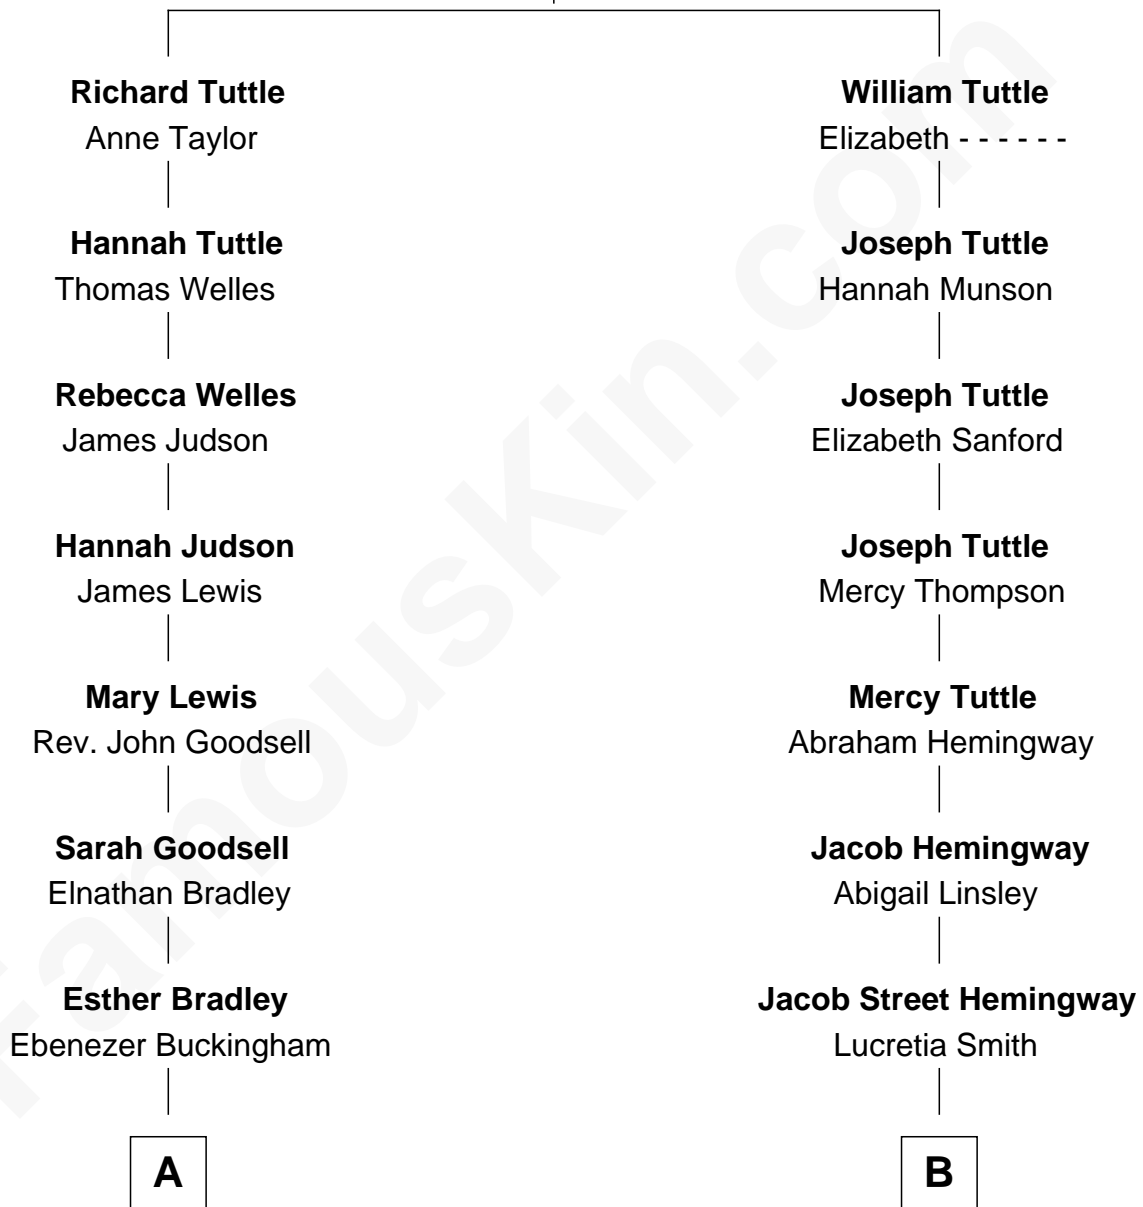 Richard Tuttle
Anne Taylor
Hannah Tuttle
Thomas Welles
Rebecca Welles
James Judson
Hannah Judson
James Lewis
Mary Lewis
Rev. John Goodsell
Sarah Goodsell
Elnathan Bradley
Esther Bradley
Ebenezer Buckingham
A
William Tuttle
Elizabeth - - - - - -
Joseph Tuttle
Hannah Munson
Joseph Tuttle
Elizabeth Sanford
Joseph Tuttle
Mercy Thompson
Mercy Tuttle
Abraham Hemingway
Jacob Hemingway
Abigail Linsley
Jacob Street Hemingway
Lucretia Smith
B
FamousKin.com